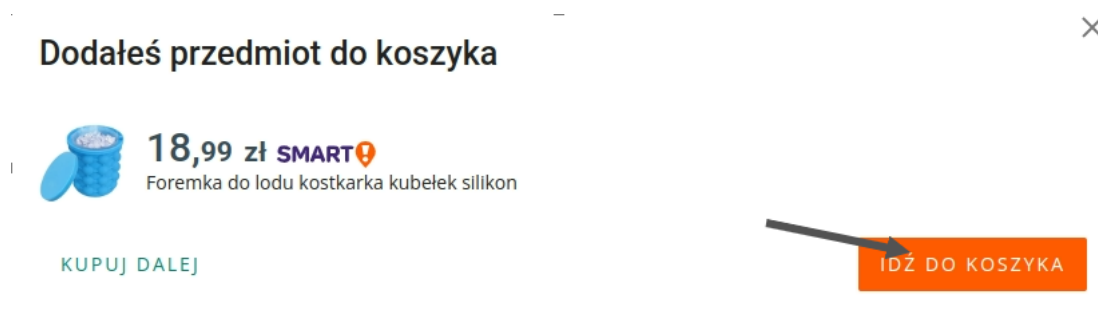 Dodałeś przedmiot do koszyka
18,99 zł SMART!
Foremka do lodu kostkarka kubełek silikon
KUPUJ DALEJ
IDŹ DO KOSZYKA